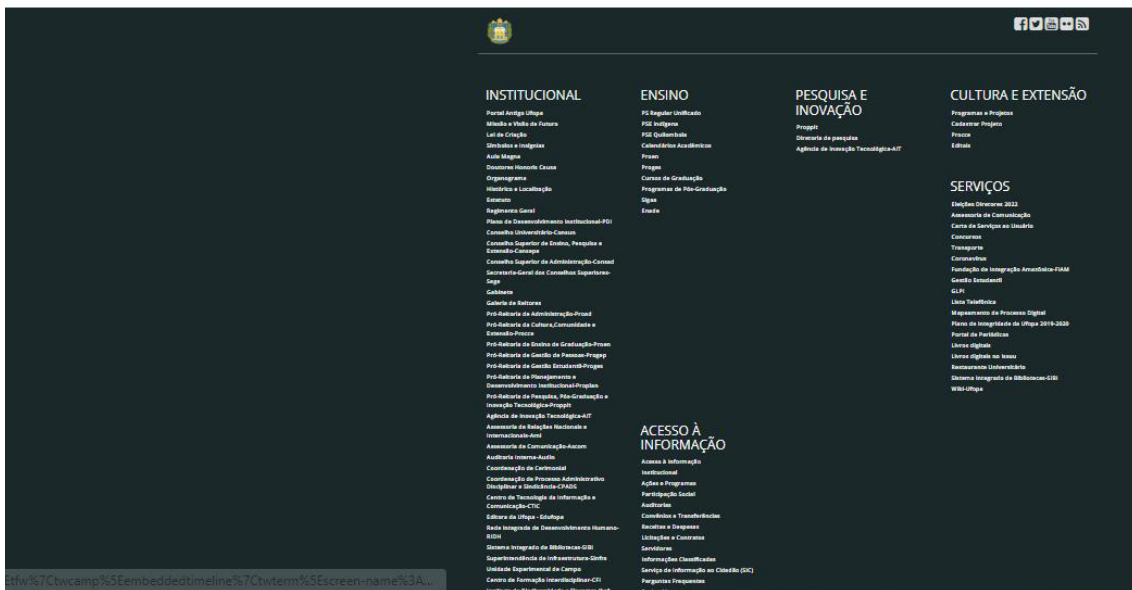 INSTITUCIONAL
Portal Antigo Ufopa
Missão e Visão de Futuro
Lei de Criação
Símbolos e insígnias
Aula Magna
Doutores Honoris Causa
Organograma
Histórico e Localização
Estatuto
Regimento Geral
Plano de Desenvolvimento Institucional-PDI
Conselho Universitário-Consun
Conselho Superior de Ensino, Pesquisa e
Extensão-Consepe
Conselho Superior de Administração-Consad
Secretaria-Geral dos Conselhos Superiores-
Sege
Gabinete
Galeria de Reitores
Pró-Reitoria de Administração-Proad
Pró-Reitoria da Cultura,Comunidade e
Extensão-Procce
Pró-Reitoria de Ensino de Graduação-Proen
Pró-Reitoria de Gestão de Pessoas-Progep
Pró-Reitoria de Gestão Estudantil-Proges
Pró-Reitoria de Planejamento e
Desenvolvimento Institucional-Proplan
Pró-Reitoria de Pesquisa, Pós-Graduação e
Inovação Tecnológica-Proppit
Agência de Inovação Tecnológica-AIT
Assessoria de Relações Nacionais e
Internacionais-Arni
Assessoria de Comunicação-Ascom
Auditoria Interna-Audin
Coordenação de Cerimonial
Coordenação de Processo Administrativo
Disciplinar e Sindicância-CPADS
Centro de Tecnologia da Informação e
Comunicação-CTIC
Editora da Ufopa - Edufopa
Rede Integrada de Desenvolvimento Humano-
RIDH
Sistema Integrado de Bibliotecas-SIBI
Superintendência de Infraestrutura-Sinfra
Unidade Experimental de Campo
Centro de Formação Interdisciplinar-CFI
ENSINO
PS Regular Unificado
PSE Indígena
PSE Quilombola
Calendários Acadêmicos
Proen
Proges
Cursos de Graduação
Programas de Pós-Graduação
Sigaa
Enade
PESQUISA E
INOVAÇÃO
Proppit
Diretoria de pesquisa
Agência de Inovação Tecnológica-AIT
CULTURA E EXTENSÃO
Programas e Projetos
Cadastrar Projeto
Procce
Editais
SERVIÇOS
Eleições Diretores 2022
Assessoria de Comunicação
Carta de Serviços ao Usuário
Concursos
Transporte
Coronavírus
Fundação de Integração Amazônica-FIAM
Gestão Estudantil
GLPI
Lista Telefônica
Mapeamento de Processo Digital
Plano de Integridade da Ufopa 2019-2020
Portal de Periódicos
Livros digitais
Livros digitais no Issuu
Restaurante Universitário
Sistema Integrado de Bibliotecas-SIBI
Wiki-Ufopa
ACESSO À
INFORMAÇÃO
Acesso à Informação
Institucional
Ações e Programas
Participação Social
Auditorias
Convênios e Transferências
Receitas e Despesas
Licitações e Contratos
Servidores
Informações Classificadas
Serviço de Informação ao Cidadão (SIC)
Perguntas Frequentes
Etfw%7Ctwcamp%5Eembeddedtimeline%7Ctwterm%5Escreen-name%3A...